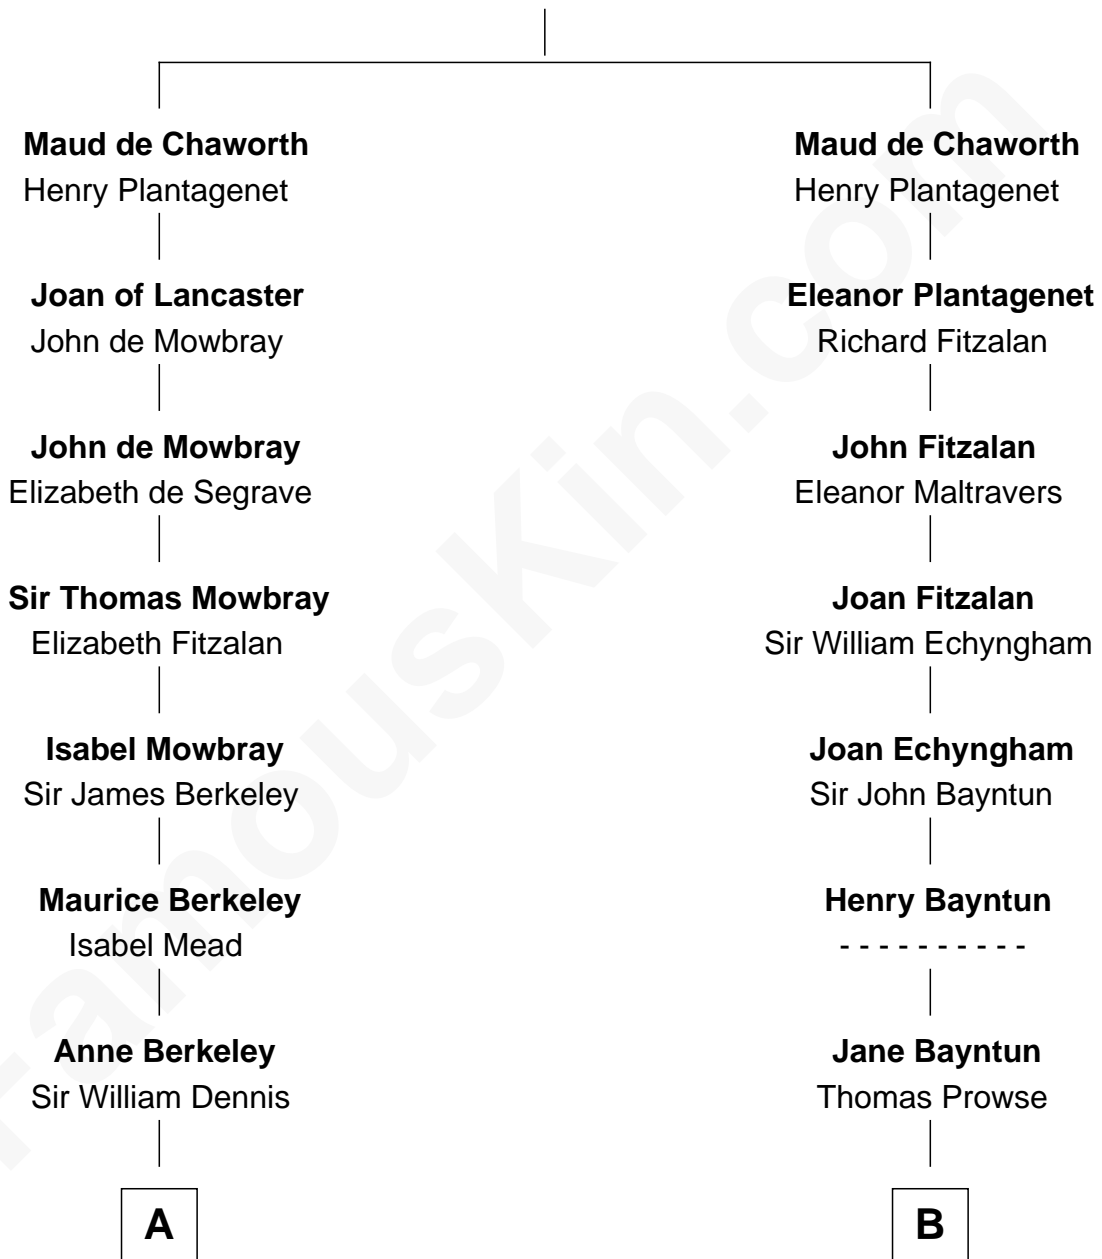 Maud de Chaworth
Henry Plantagenet
Joan of Lancaster
John de Mowbray
John de Mowbray
Elizabeth de Segrave
Sir Thomas Mowbray
Elizabeth Fitzalan
Isabel Mowbray
Sir James Berkeley
Maurice Berkeley
Isabel Mead
Anne Berkeley
Sir William Dennis
A
Maud de Chaworth
Henry Plantagenet
Eleanor Plantagenet
Richard Fitzalan
John Fitzalan
Eleanor Maltravers
Joan Fitzalan
Sir William Echyngham
Joan Echyngham
Sir John Bayntun
Henry Bayntun
- - - - - - - - - -
Jane Bayntun
Thomas Prowse
B
FamousKin.com